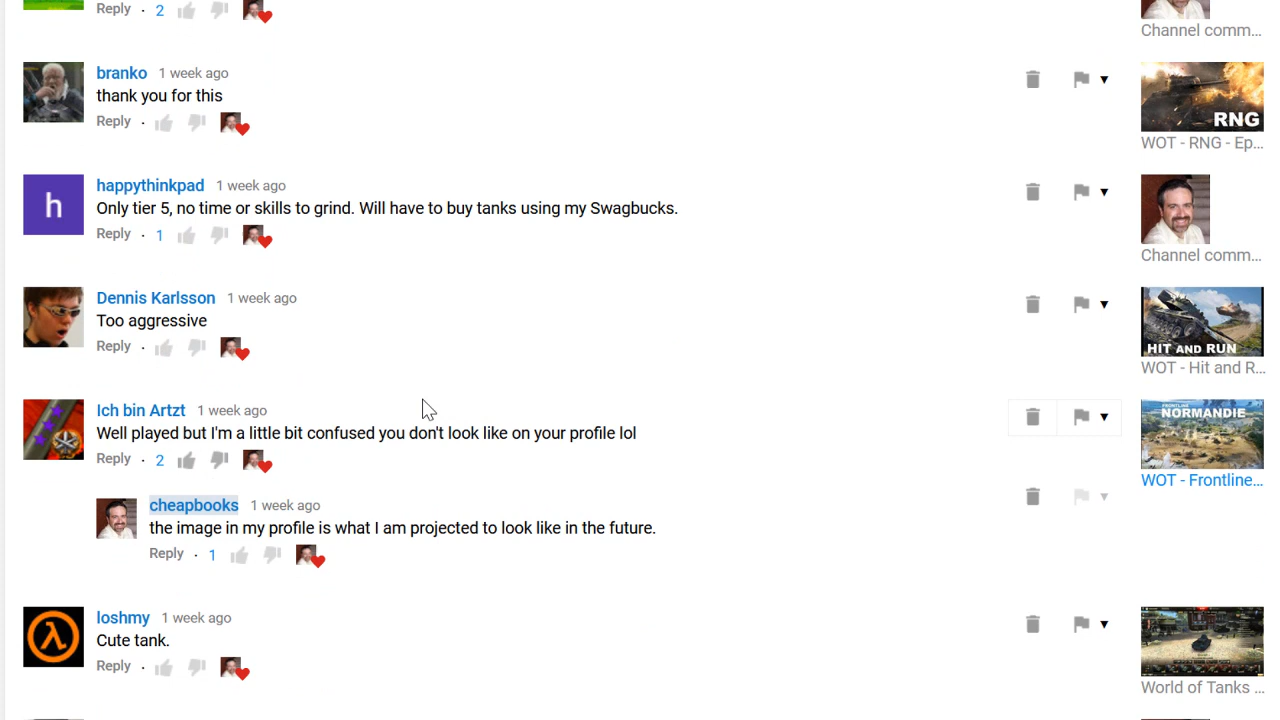 Reply · 2
Channel comm...
branko 1 week ago
thank you for this
Reply ·
RNG
WOT - RNG - Ep...
h
happythinkpad 1 week ago
Only tier 5, no time or skills to grind. Will have to buy tanks using my Swagbucks.
Reply · 1
Channel comm...
Dennis Karlsson 1 week ago
Too aggressive
Reply ·
HIT AND RUN
WOT - Hit and R...
Ich bin Artzt 1 week ago
Well played but I'm a little bit confused you don't look like on your profile lol
Reply · 2
FRONTLINE
NORMANDIE
WOT - Frontline...
cheapbooks 1 week ago
the image in my profile is what I am projected to look like in the future.
Reply · 1
loshmy 1 week ago
Cute tank.
Reply ·
World of Tanks ...